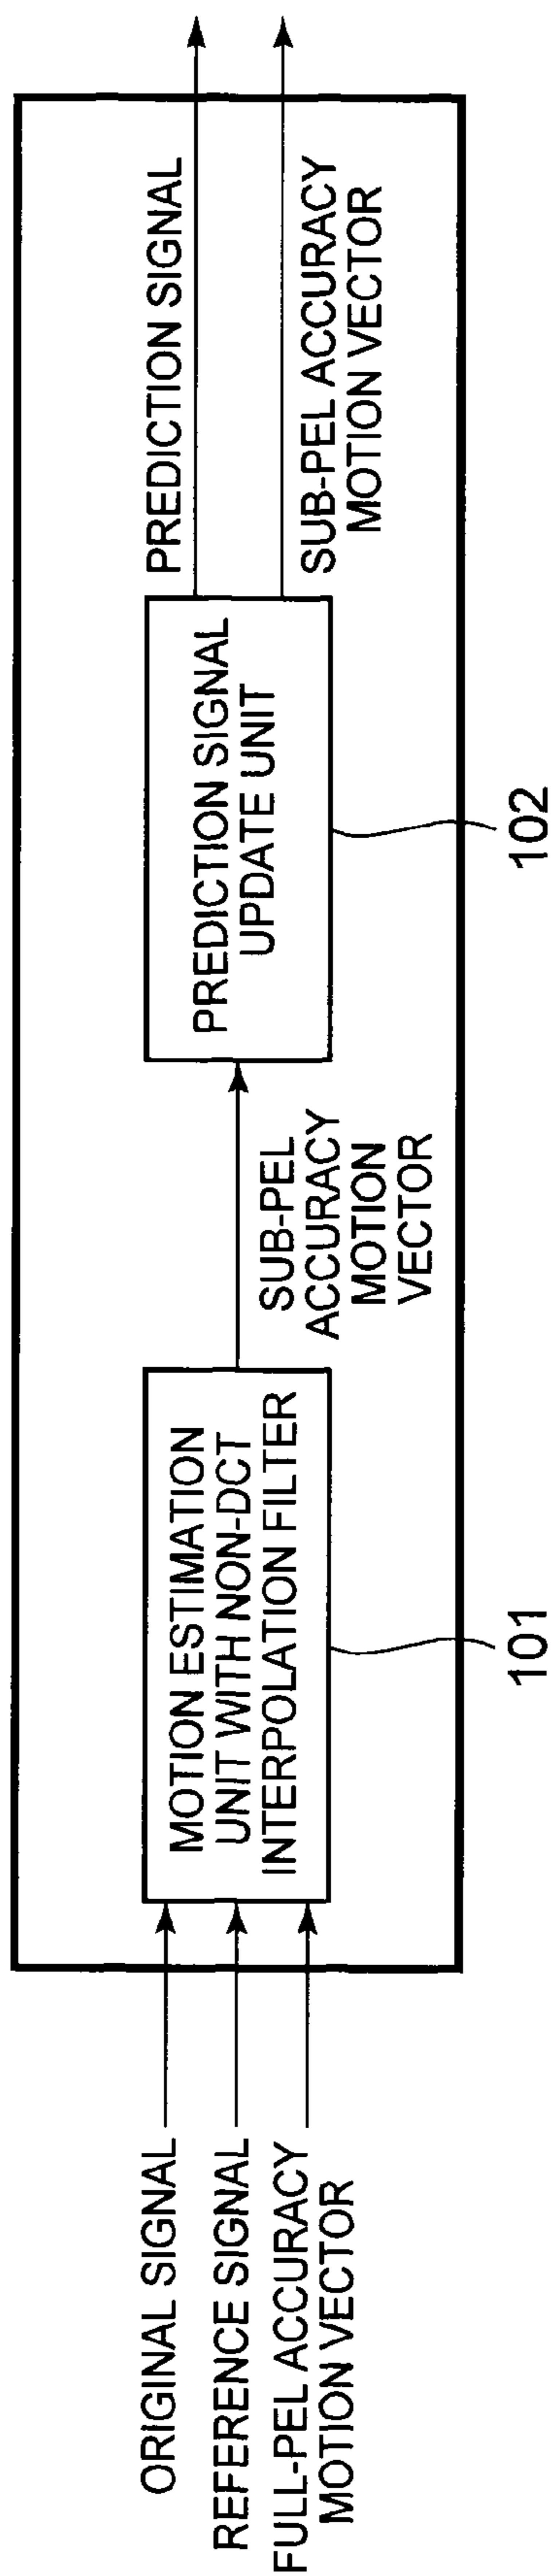 ORIGINAL SIGNAL
REFERENCE SIGNAL
FULL-PEL ACCURACY
MOTION VECTOR
MOTION ESTIMATION
UNIT WITH NON-DCT
INTERPOLATION FILTER
101
SUB-PEL
ACCURACY
MOTION
VECTOR
PREDICTION SIGNAL
UPDATE UNIT
102
PREDICTION SIGNAL
SUB-PEL ACCURACY
MOTION VECTOR